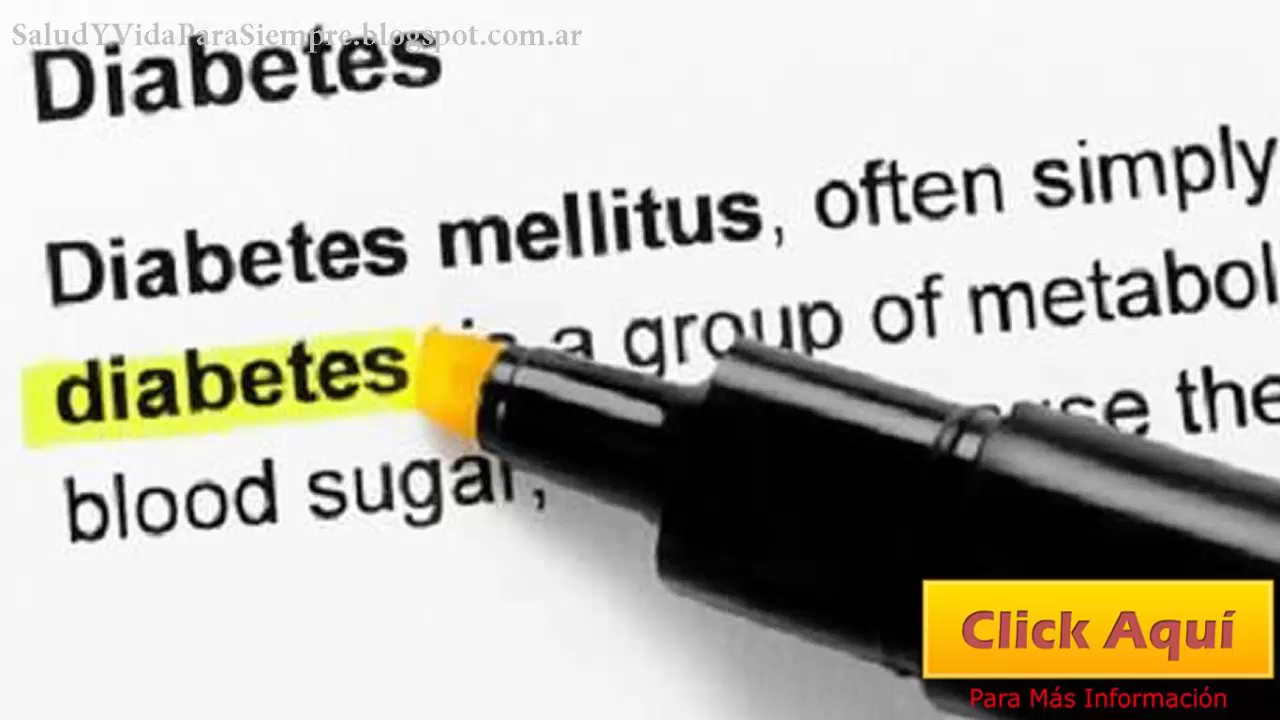 SaludYVidaParaSiempre.blogspot.com.ar
Diabetes
Diabetes mellitus, often simply
diabetes is a group of
the
blood sugar,
Click Aquí
Para Más Información